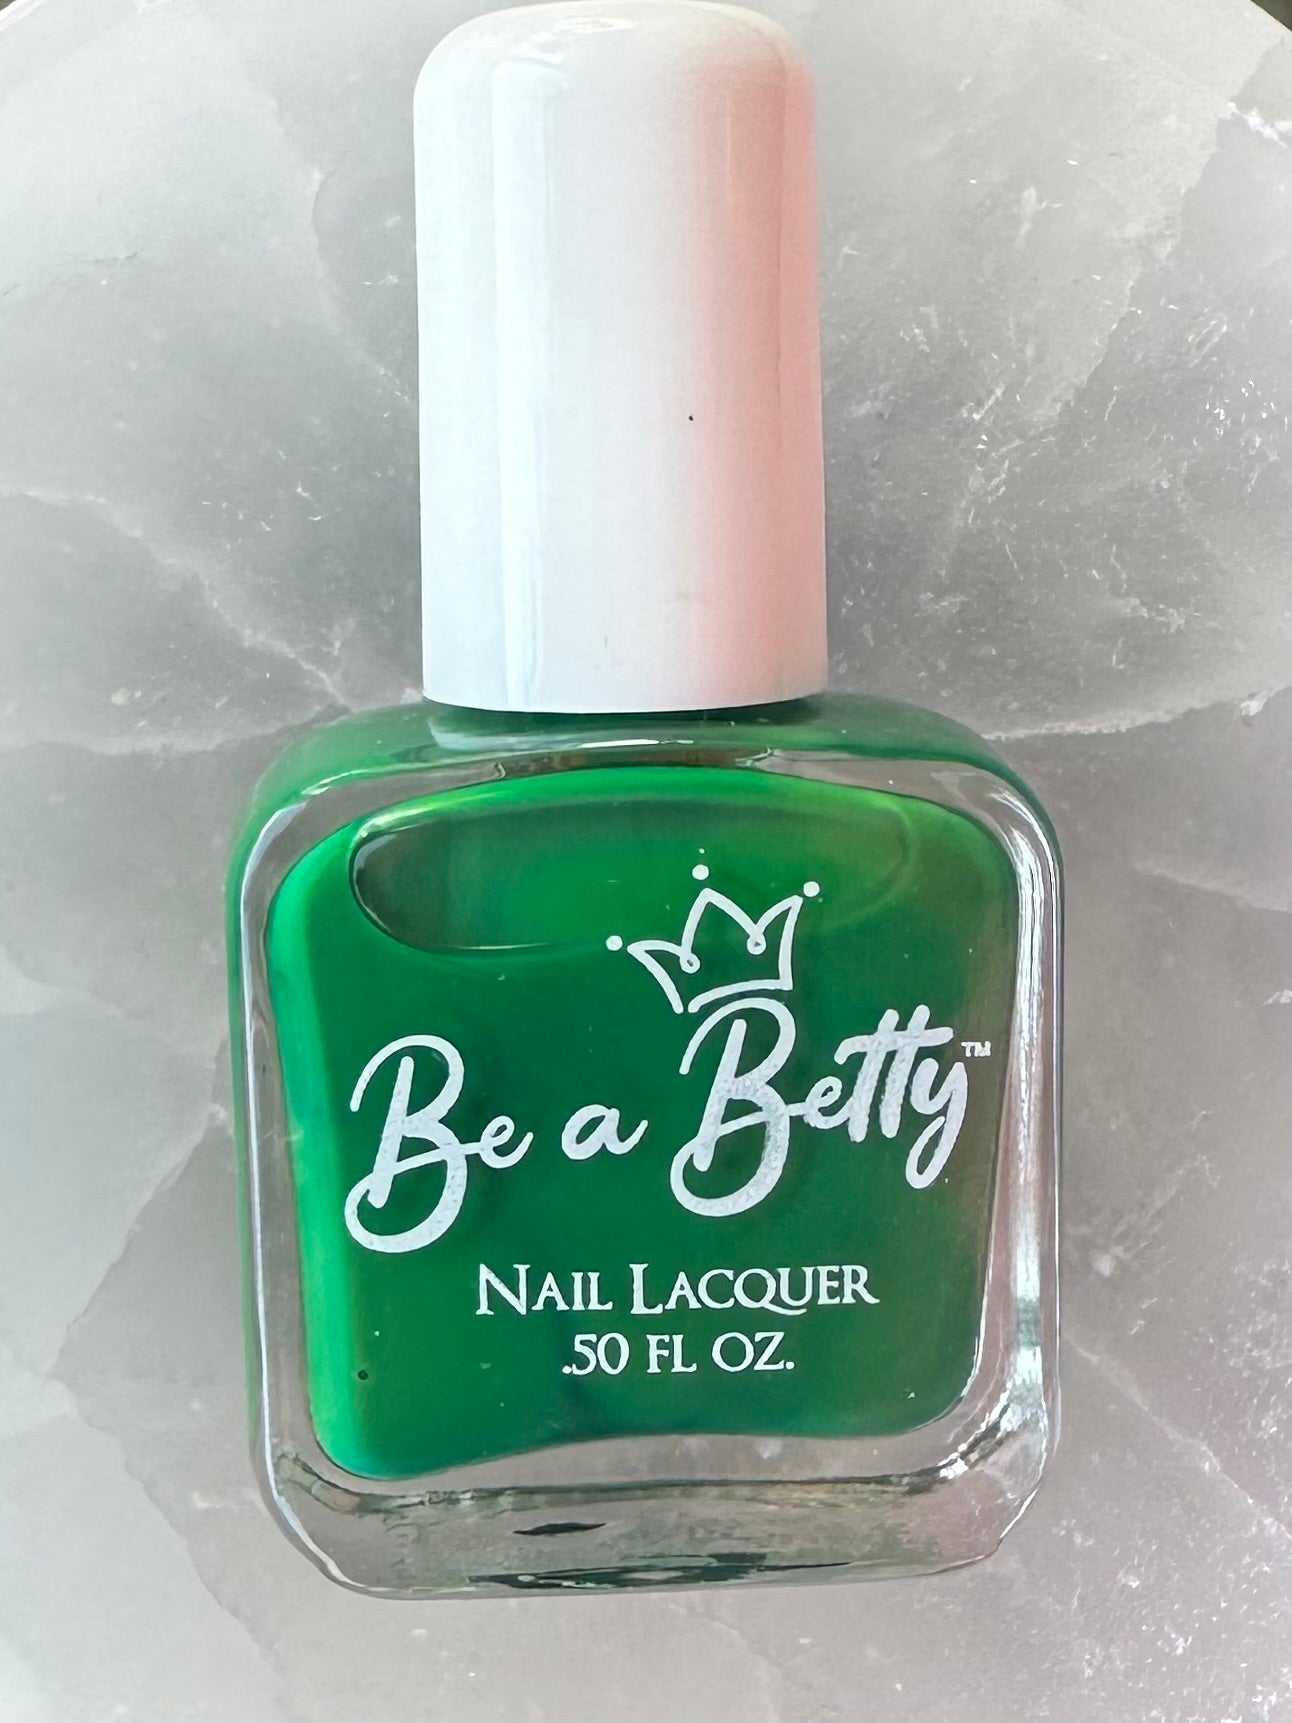 Be a Betty™
NAIL LACQUER
.50 FL OZ.